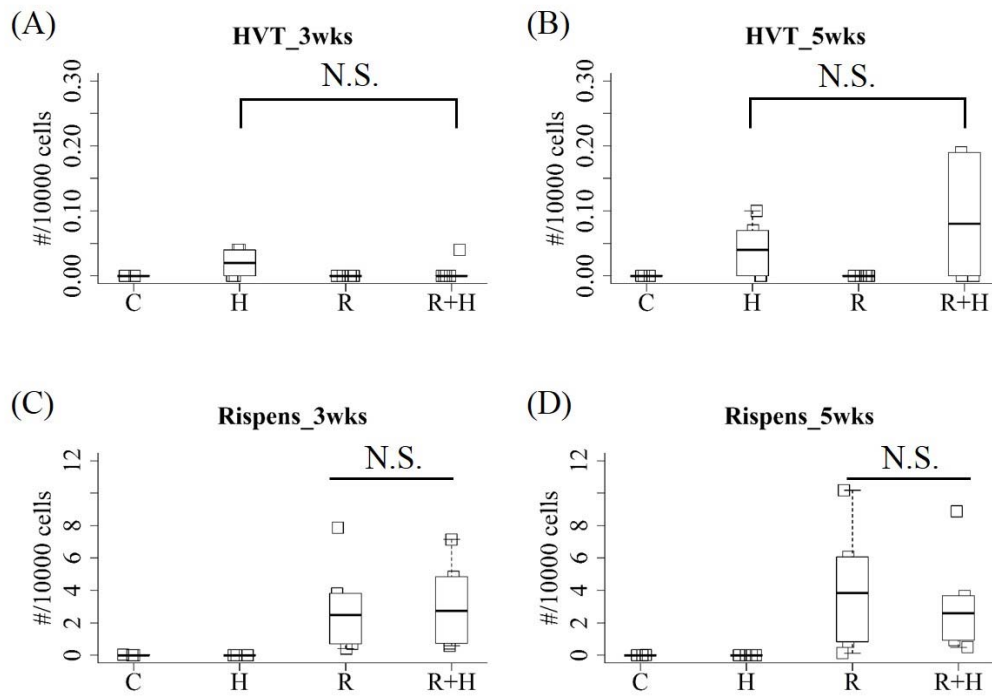 (A)
HVT_3wks
N.S.
#/10000 cells
0.00 0.10 0.20 0.30
C H R R+H
(B)
HVT_5wks
N.S.
#/10000 cells
0.00 0.10 0.20 0.30
C H R R+H
(C)
Rispens_3wks
N.S.
#/10000 cells
12
8
6
4
2
0
C H R R+H
(D)
Rispens_5wks
N.S.
#/10000 cells
12
8
6
4
2
0
C H R R+H